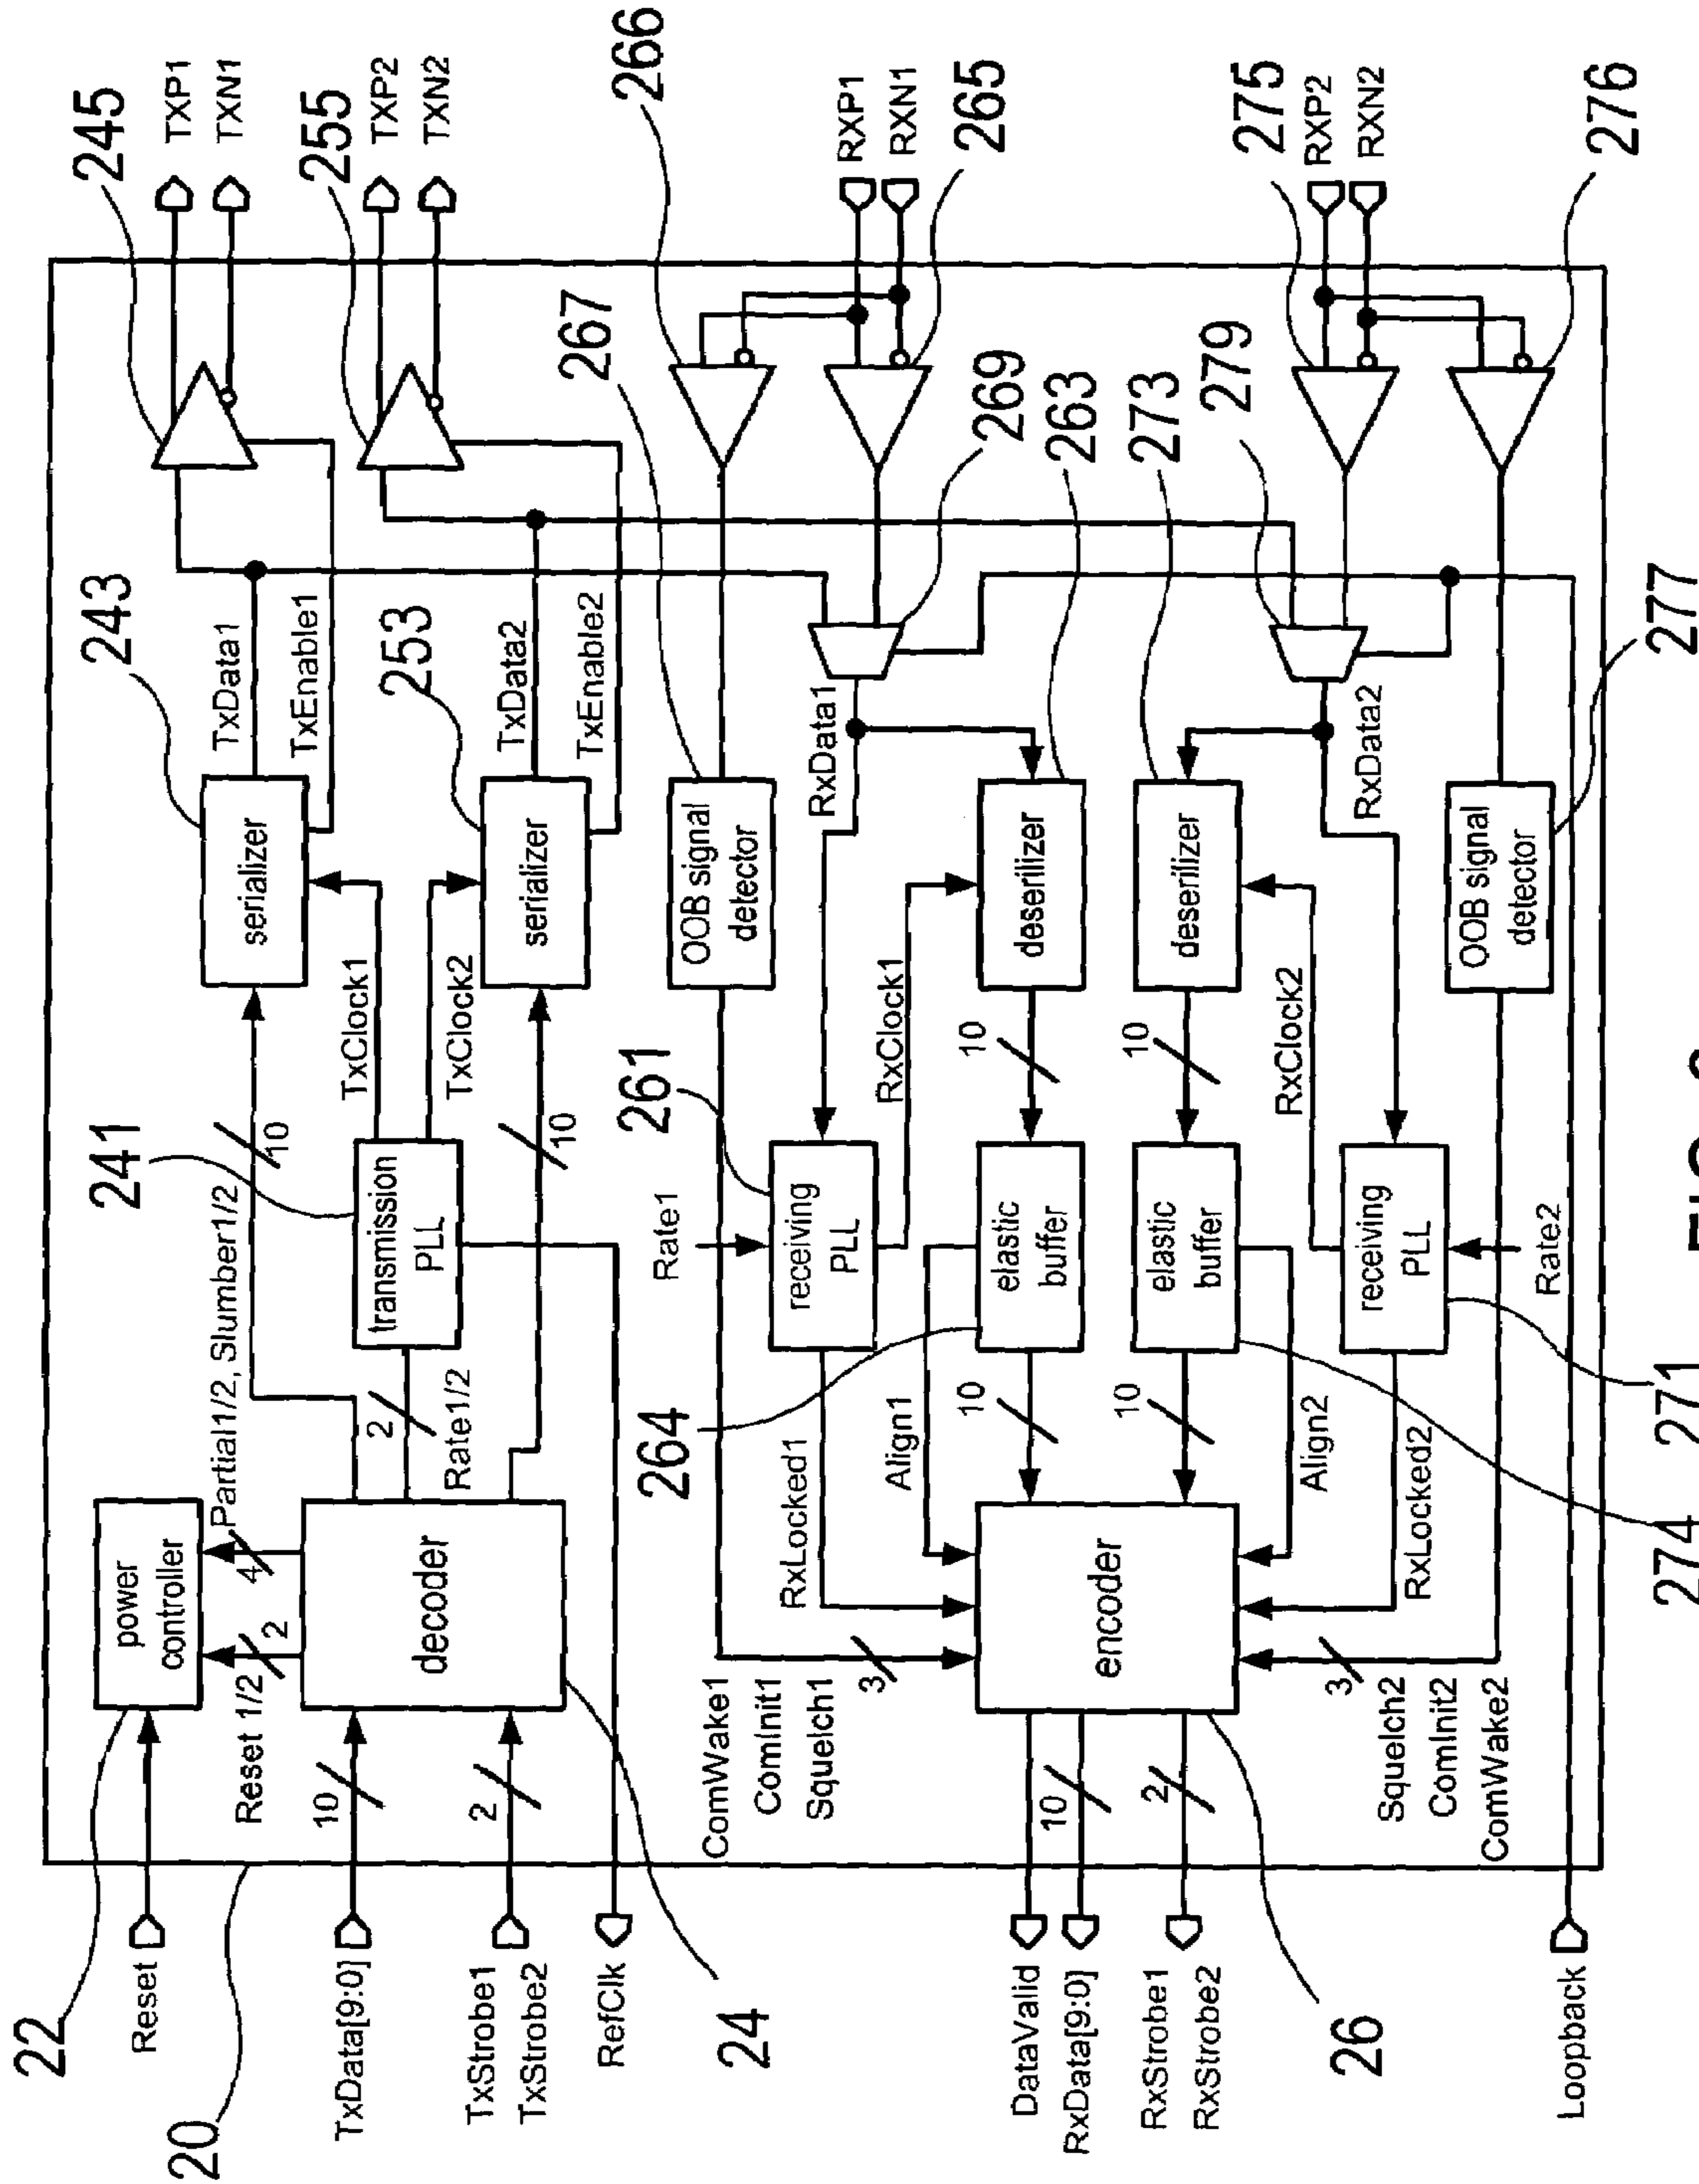 22
20
Reset
TxData[9:0]
TxStrobe1
TxStrobe2
RefClk
24
DataValid
RxData[9:0]
RxStrobe1
RxStrobe2
26
Loopback
power
controller
Reset 1/2
2
4
Partial1/2, Slumber1/2
decoder
10
2
2
Rate1/2
241
transmission
PLL
10
TxClock1
TxClock2
10
243
serializer
TxData1
TxEnable1
253
serializer
TxData2
TxEnable2
245
TXP1
TXN1
255
TXP2
TXN2
266
RXP1
RXN1
265
267
OOB signal
detector
269
RxData1
263
deserilizer
273
deserilizer
279
RxData2
275
RXP2
RXN2
276
277
OOB signal
detector
261
Rate1
receiving
PLL
RxClock1
10
elastic
buffer
10
elastic
buffer
RxClock2
receiving
PLL
Rate2
264
RxLocked1
Align1
10
10
Align2
RxLocked2
274
271
encoder
ComWake1
ComInit1
Squelch1
3
10
2
3
Squelch2
ComInit2
ComWake2